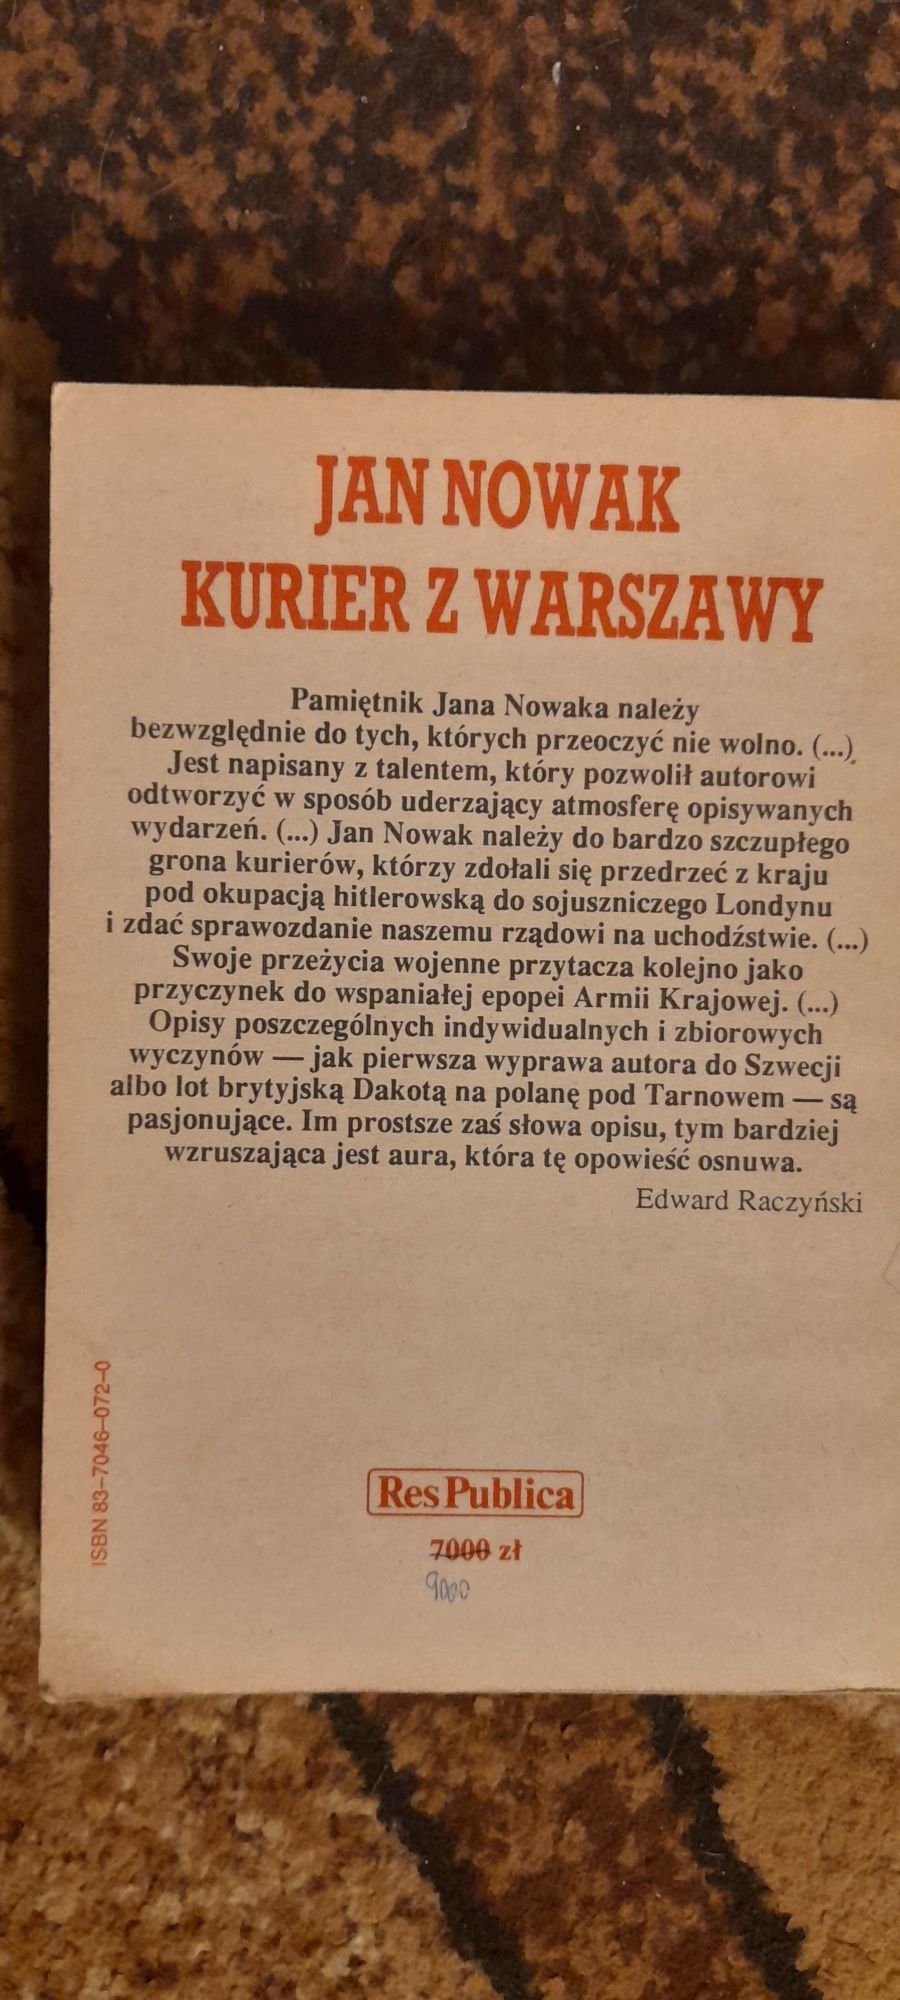 JAN NOWAK
KURIER Z WARSZAWY
Pamiętnik Jana Nowaka należy
bezwzględnie do tych, których przeoczyć nie wolno. (...)
Jest napisany z talentem, który pozwolił autorowi
odtworzyć w sposób uderzający atmosferę opisywanych
wydarzeń. (...) Jan Nowak należy do bardzo szczupłego
grona kurierów, którzy zdołali się przedrzeć z kraju
pod okupacją hitlerowską do sojuszniczego Londynu
i zdać sprawozdanie naszemu rządowi na uchodźstwie. (...)
Swoje przeżycia wojenne przytacza kolejno jako
przyczynek do wspaniałej epopei Armii Krajowej. (...)
Opisy poszczególnych indywidualnych i zbiorowych
wyczynów — jak pierwsza wyprawa autora do Szwecji
albo lot brytyjską Dakotą na polanę pod Tarnowem — są
pasjonujące. Im prostsze zaś słowa opisu, tym bardziej
wzruszająca jest aura, która tę opowieść osnuwa.
Edward Raczyński
ISBN 83-7046-072-0
Res Publica
7000 zł
9000